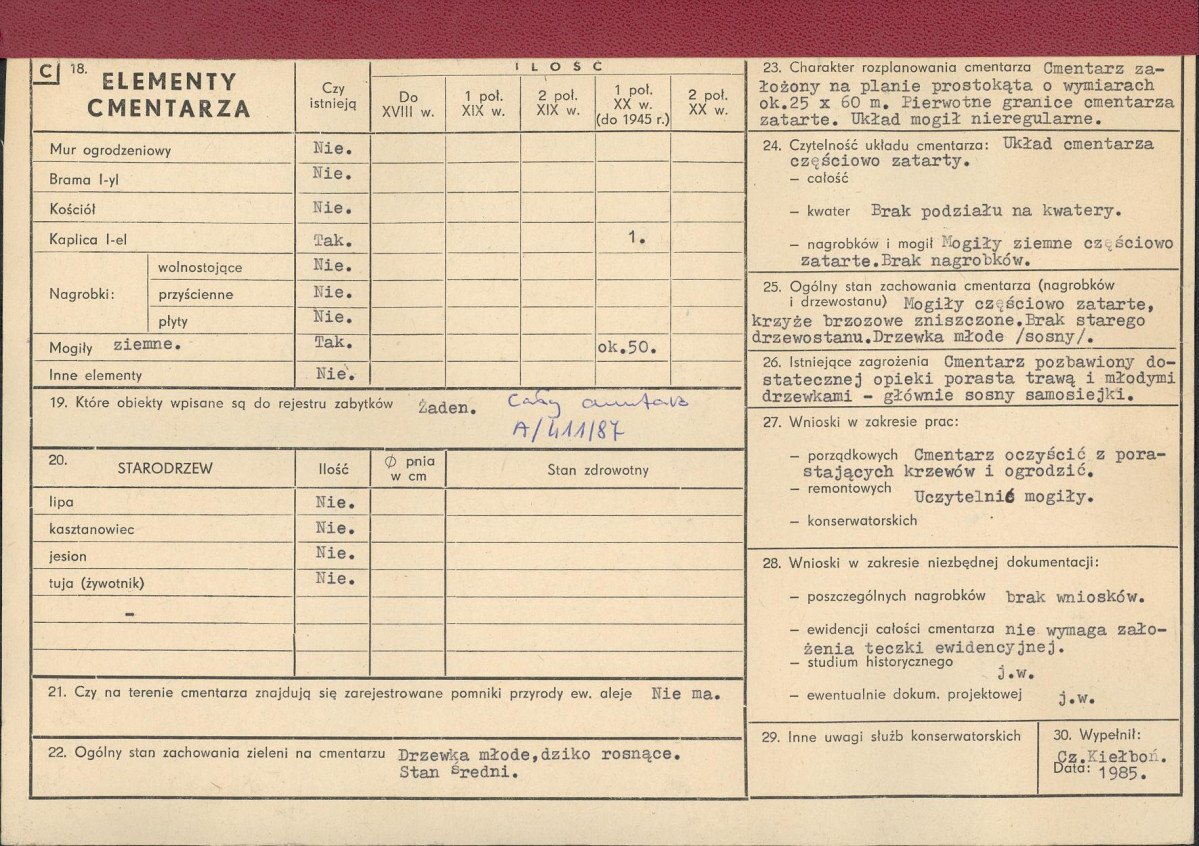 C 18. ELEMENTY CMENTARZA
Czy istnieją
ILOŚĆ
Do XVIII w.
1 poł. XIX w.
2 poł. XIX w.
1 poł. XX w. (do 1945 r.)
2 poł. XX w.
Mur ogrodzeniowy Nie.
Brama I-yl Nie.
Kościół Nie.
Kaplica I-el Tak. 1.
Nagrobki:
wolnostojące Nie.
przyścienne Nie.
płyty Nie.
Mogiły ziemne. Tak. ok.50.
Inne elementy Nie.
19. Które obiekty wpisane są do rejestru zabytków Żaden. Cały cmentarz
A/411/87
20. STARODRZEW Ilość Ø pnia w cm Stan zdrowotny
lipa Nie.
kasztanowiec Nie.
jesion Nie.
tuja (żywotnik) Nie.
–
21. Czy na terenie cmentarza znajdują się zarejestrowane pomniki przyrody ew. aleje Nie ma.
22. Ogólny stan zachowania zieleni na cmentarzu Drzewka młode,dziko rosnące.
Stan średni.
23. Charakter rozplanowania cmentarza Cmentarz za-
łożony na planie prostokąta o wymiarach
ok.25 x 60 m. Pierwotne granice cmentarza
zatarte. Układ mogił nieregularne.
24. Czytelność układu cmentarza: Układ cmentarza
częściowo zatarty.
– całość
– kwater Brak podziału na kwatery.
– nagrobków i mogił Mogiły ziemne częściowo
zatarte.Brak nagrobków.
25. Ogólny stan zachowania cmentarza (nagrobków
i drzewostanu) Mogiły częściowo zatarte,
krzyże brzozowe zniszczone.Brak starego
drzewostanu.Drzewka młode /sosny/.
26. Istniejące zagrożenia Cmentarz pozbawiony do-
statecznej opieki porasta trawą i młodymi
drzewkami – głównie sosny samosiejki.
27. Wnioski w zakresie prac:
– porządkowych Cmentarz oczyścić z pora-
stających krzewów i ogrodzić.
– remontowych Uczytelnić mogiły.
– konserwatorskich
28. Wnioski w zakresie niezbędnej dokumentacji:
– poszczególnych nagrobków brak wniosków.
– ewidencji całości cmentarza nie wymaga zało-
żenia teczki ewidencyjnej.
– studium historycznego j.w.
– ewentualnie dokum. projektowej j.w.
29. Inne uwagi służb konserwatorskich
30. Wypełnił:
Cz.Kiełboń.
Data: 1985.